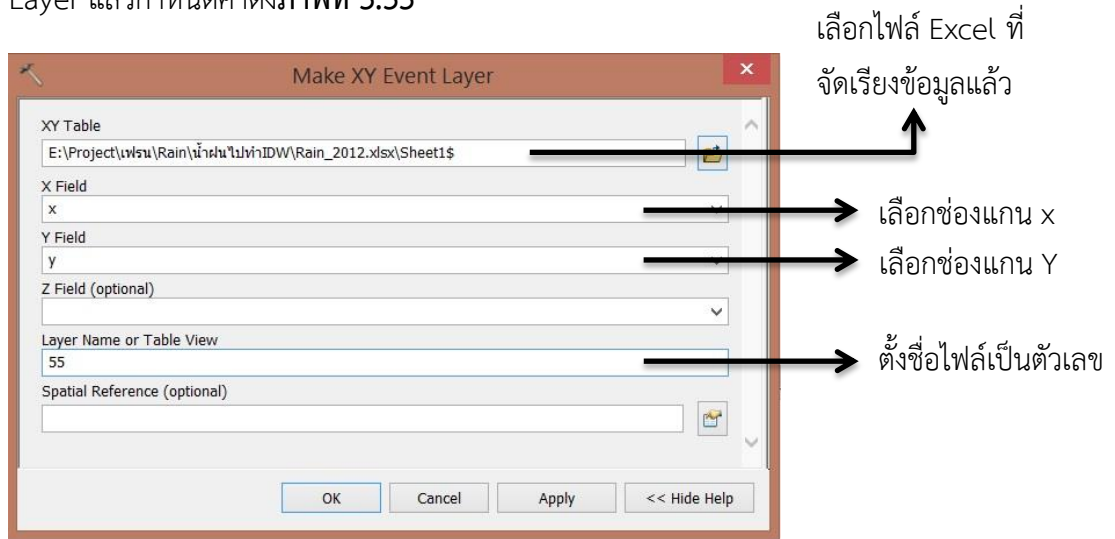 Layer แล้วกำหนดค่าดังภาพที่ 3.55
เลือกไฟล์ Excel ที่
จัดเรียงข้อมูลแล้ว
Make XY Event Layer
XY Table
E:\Project\เฟรน\Rain\น้ำฝนไปทำIDW\Rain_2012.xlsx\Sheet1$
X Field
x
เลือกช่องแกน x
Y Field
y
เลือกช่องแกน Y
Z Field (optional)
Layer Name or Table View
55
ตั้งชื่อไฟล์เป็นตัวเลข
Spatial Reference (optional)
OK
Cancel
Apply
<< Hide Help